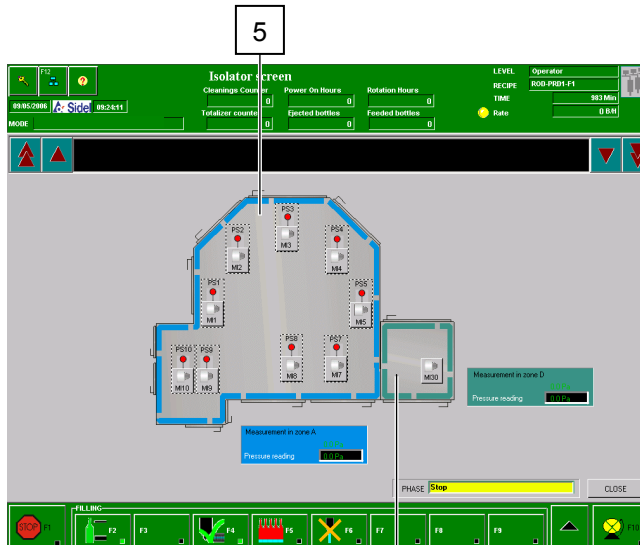 5
F12
Isolator screen
LEVEL Operator
Cleanings Counter Power On Hours Rotation Hours
RECIPE ROD-PRD1-F1
0 0 0
TIME 983 Min
09/05/2006 Sidel 09:24:11
Totalizer counter Ejected bottles Feeded bottles
Rate 0 B/H
MODE
0 0 0
PS3
MI3
PS2
MI2
PS4
MI4
PS1
MI1
PS5
MI5
PS10 PS9
MI10 MI9
PS8
MI8
PS7
MI7
MI30
Measurement in zone D
Pressure reading 0.0 Pa
Measurement in zone A
Pressure reading 0.0 Pa
PHASE Stop
CLOSE
FILLING
STOP F1 F2 F3 F4 F5 F6 F7 F8 F9 F10